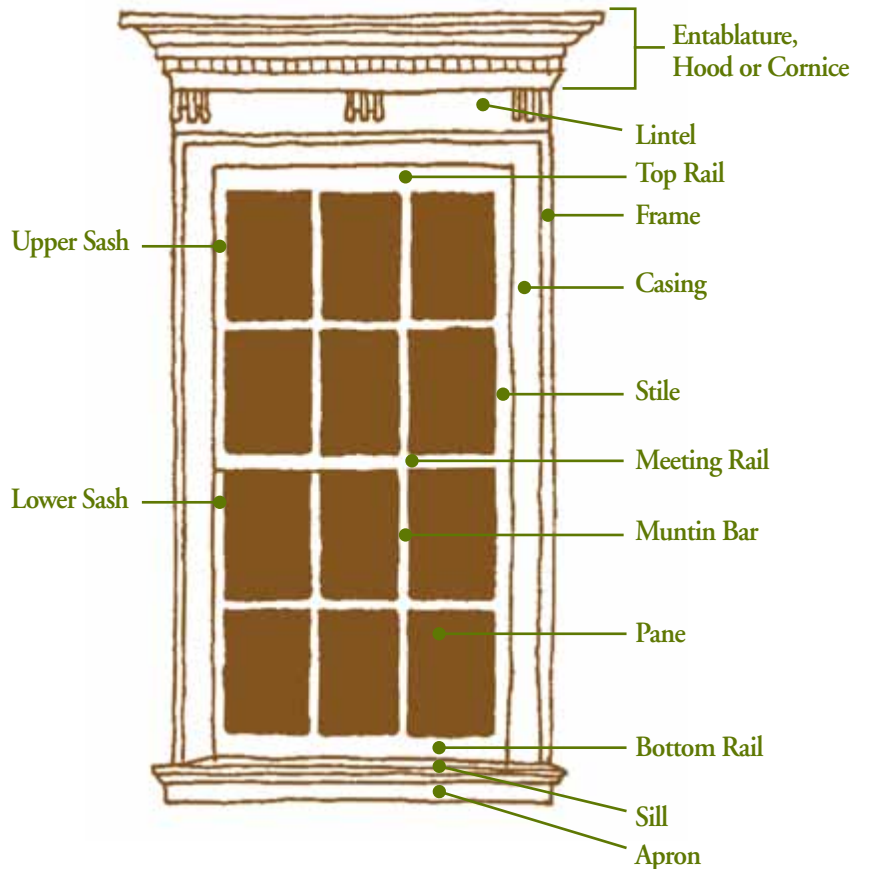 Entablature,
Hood or Cornice
Lintel
Top Rail
Frame
Upper Sash
Casing
Stile
Meeting Rail
Lower Sash
Muntin Bar
Pane
Bottom Rail
Sill
Apron